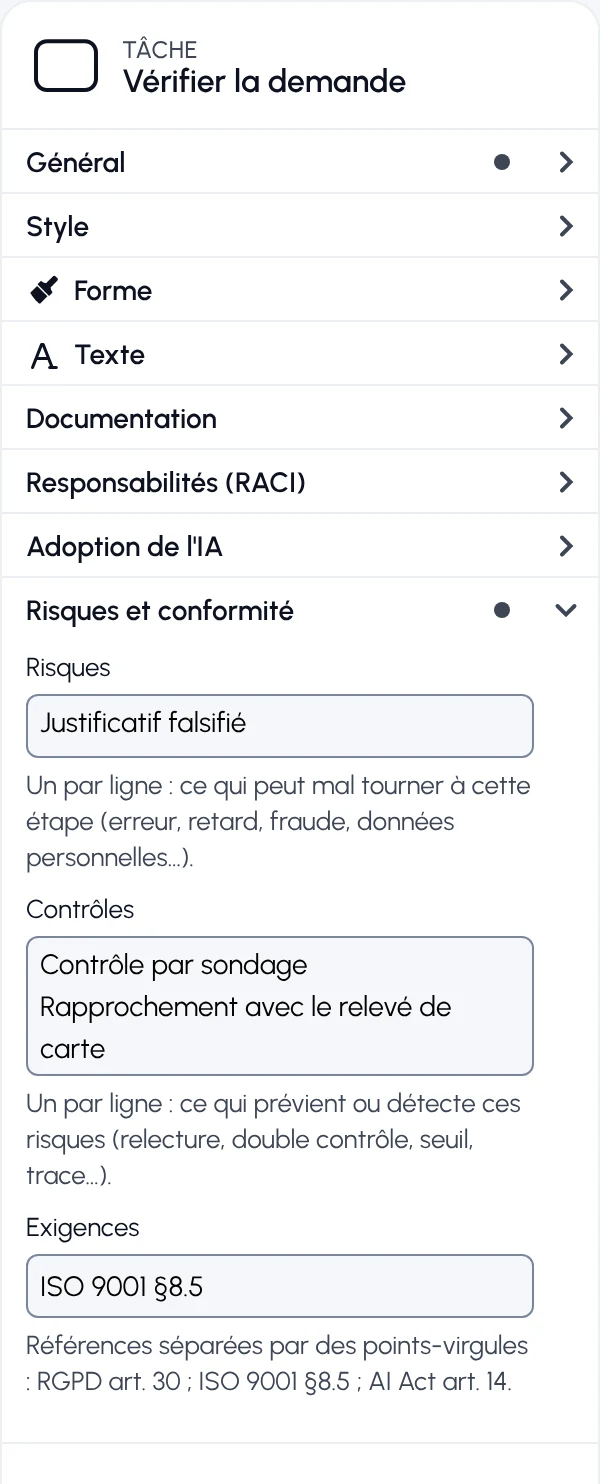 TÂCHE
Vérifier la demande
Général
Style
Forme
Texte
Documentation
Responsabilités (RACI)
Adoption de l'IA
Risques et conformité
Risques
Justificatif falsifié
Un par ligne : ce qui peut mal tourner à cette
étape (erreur, retard, fraude, données
personnelles…).
Contrôles
Contrôle par sondage
Rapprochement avec le relevé de
carte
Un par ligne : ce qui prévient ou détecte ces
risques (relecture, double contrôle, seuil,
trace…).
Exigences
ISO 9001 §8.5
Références séparées par des points-virgules
: RGPD art. 30 ; ISO 9001 §8.5 ; AI Act art. 14.